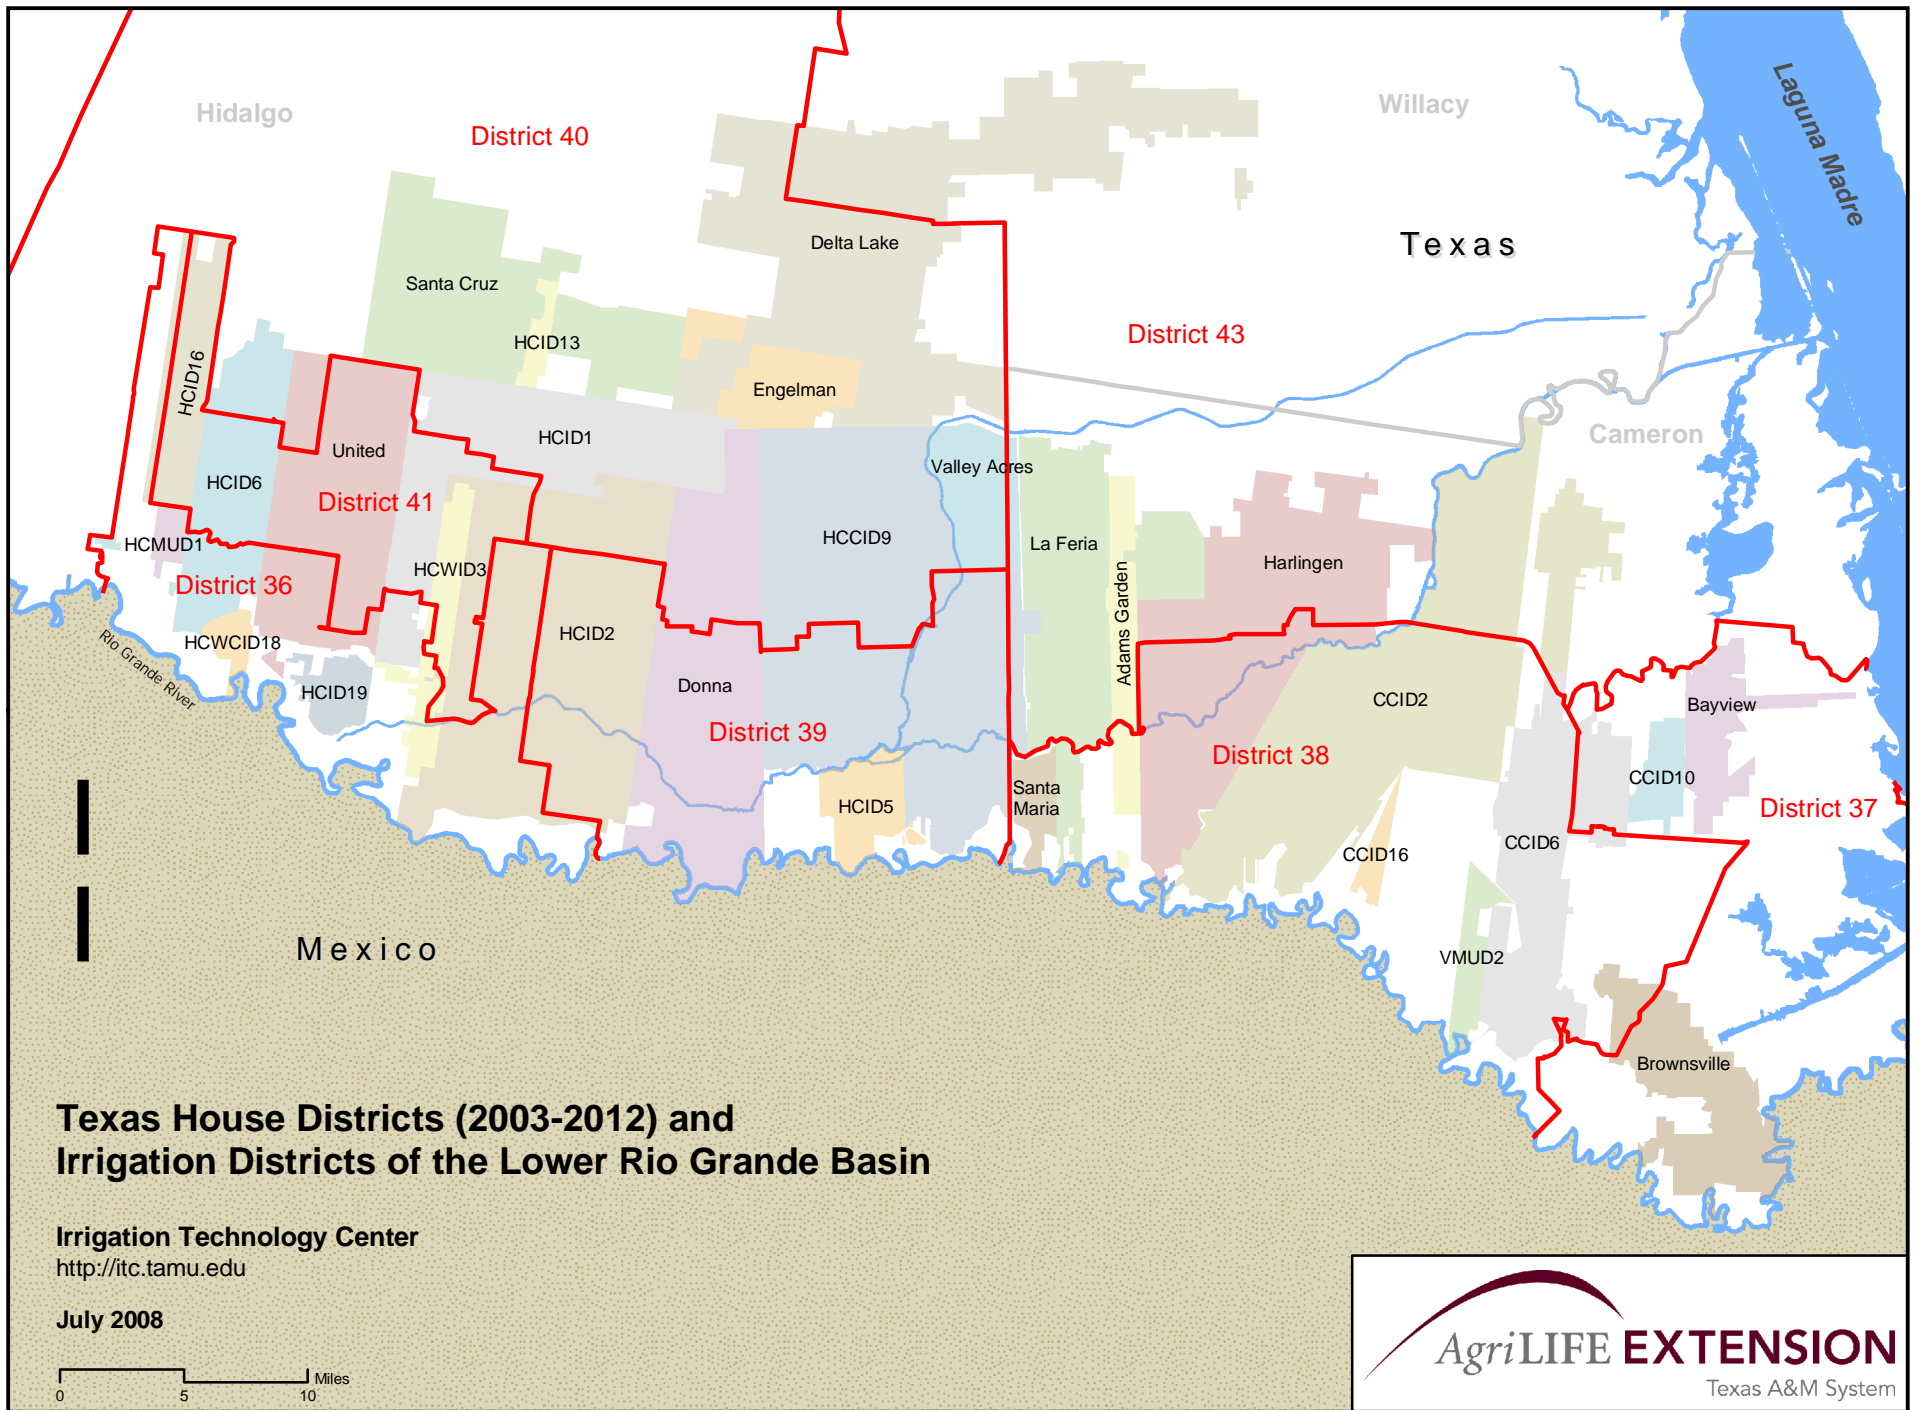 Hidalgo
District 40
Willacy
Laguna Madre
Delta Lake
Texas
Santa Cruz
District 43
HCID13
HCID16
Engelman
Cameron
HCID1
United
Valley Acres
HCID6
District 41
HCMUD1
HCCID9
La Feria
Harlingen
HCWID3
District 36
Adams Garden
HCID2
HCWCID18
Rio Grande River
HCID19
Donna
CCID2
Bayview
District 39
District 38
CCID10
Santa
Maria
HCID5
District 37
CCID6
CCID16
VMUD2
Mexico
Brownsville
Texas House Districts (2003-2012) and
Irrigation Districts of the Lower Rio Grande Basin
Irrigation Technology Center
http://itc.tamu.edu
July 2008
Miles
0 5 10
AgriLIFE EXTENSION
Texas A&M System